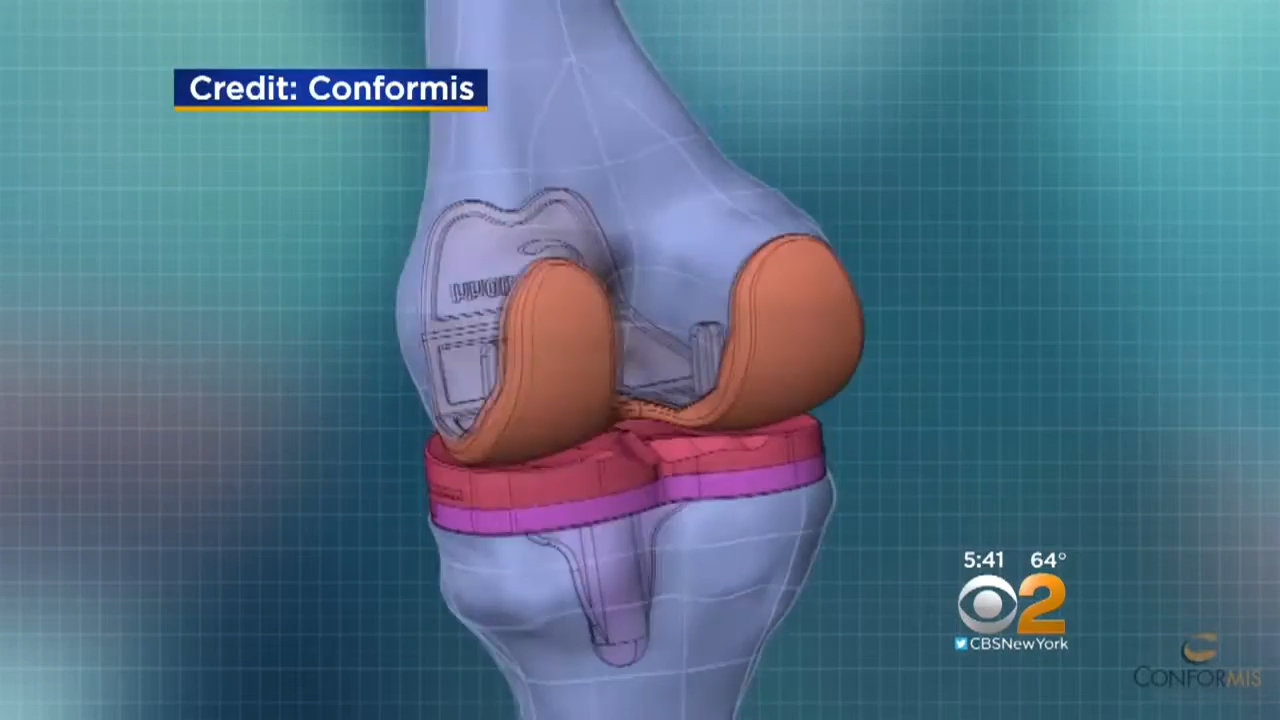 Credit: Conformis
5:41 64°
2
CBSNewYork
CONFORMIS